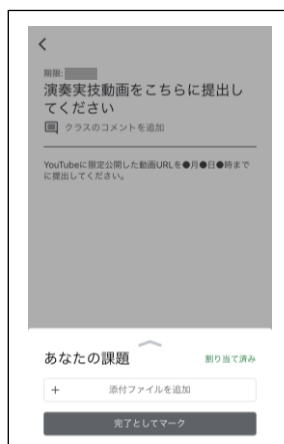 期限:
演奏実技動画をこちらに提出し
てください
クラスのコメントを追加
YouTubeに限定公開した動画URLを●月●日●時まで
に提出してください。
あなたの課題 割り当て済み
+ 添付ファイルを追加
完了としてマーク